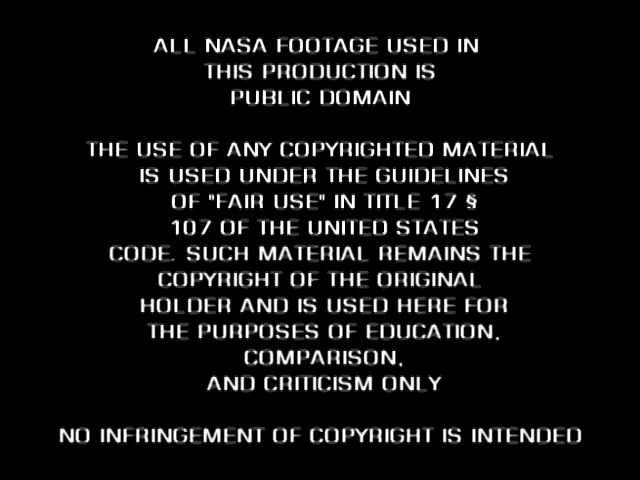 ALL NASA FOOTAGE USED IN
THIS PRODUCTION IS
PUBLIC DOMAIN
THE USE OF ANY COPYRIGHTED MATERIAL
IS USED UNDER THE GUIDELINES
OF "FAIR USE" IN TITLE 17 §
107 OF THE UNITED STATES
CODE. SUCH MATERIAL REMAINS THE
COPYRIGHT OF THE ORIGINAL
HOLDER AND IS USED HERE FOR
THE PURPOSES OF EDUCATION,
COMPARISON,
AND CRITICISM ONLY
NO INFRINGEMENT OF COPYRIGHT IS INTENDED